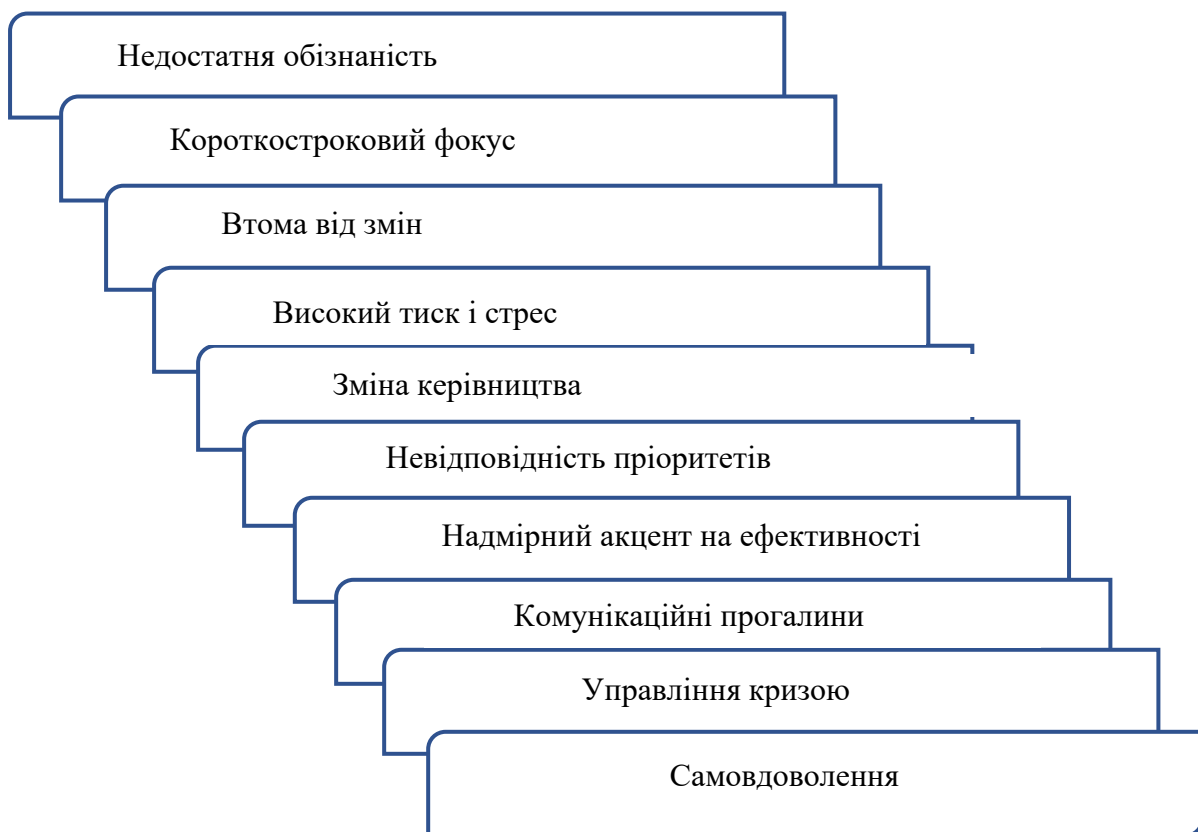 Недостатня обізнаність
Короткостроковий фокус
Втома від змін
Високий тиск і стрес
Зміна керівництва
Невідповідність пріоритетів
Надмірний акцент на ефективності
Комунікаційні прогалини
Управління кризою
Самовдоволення